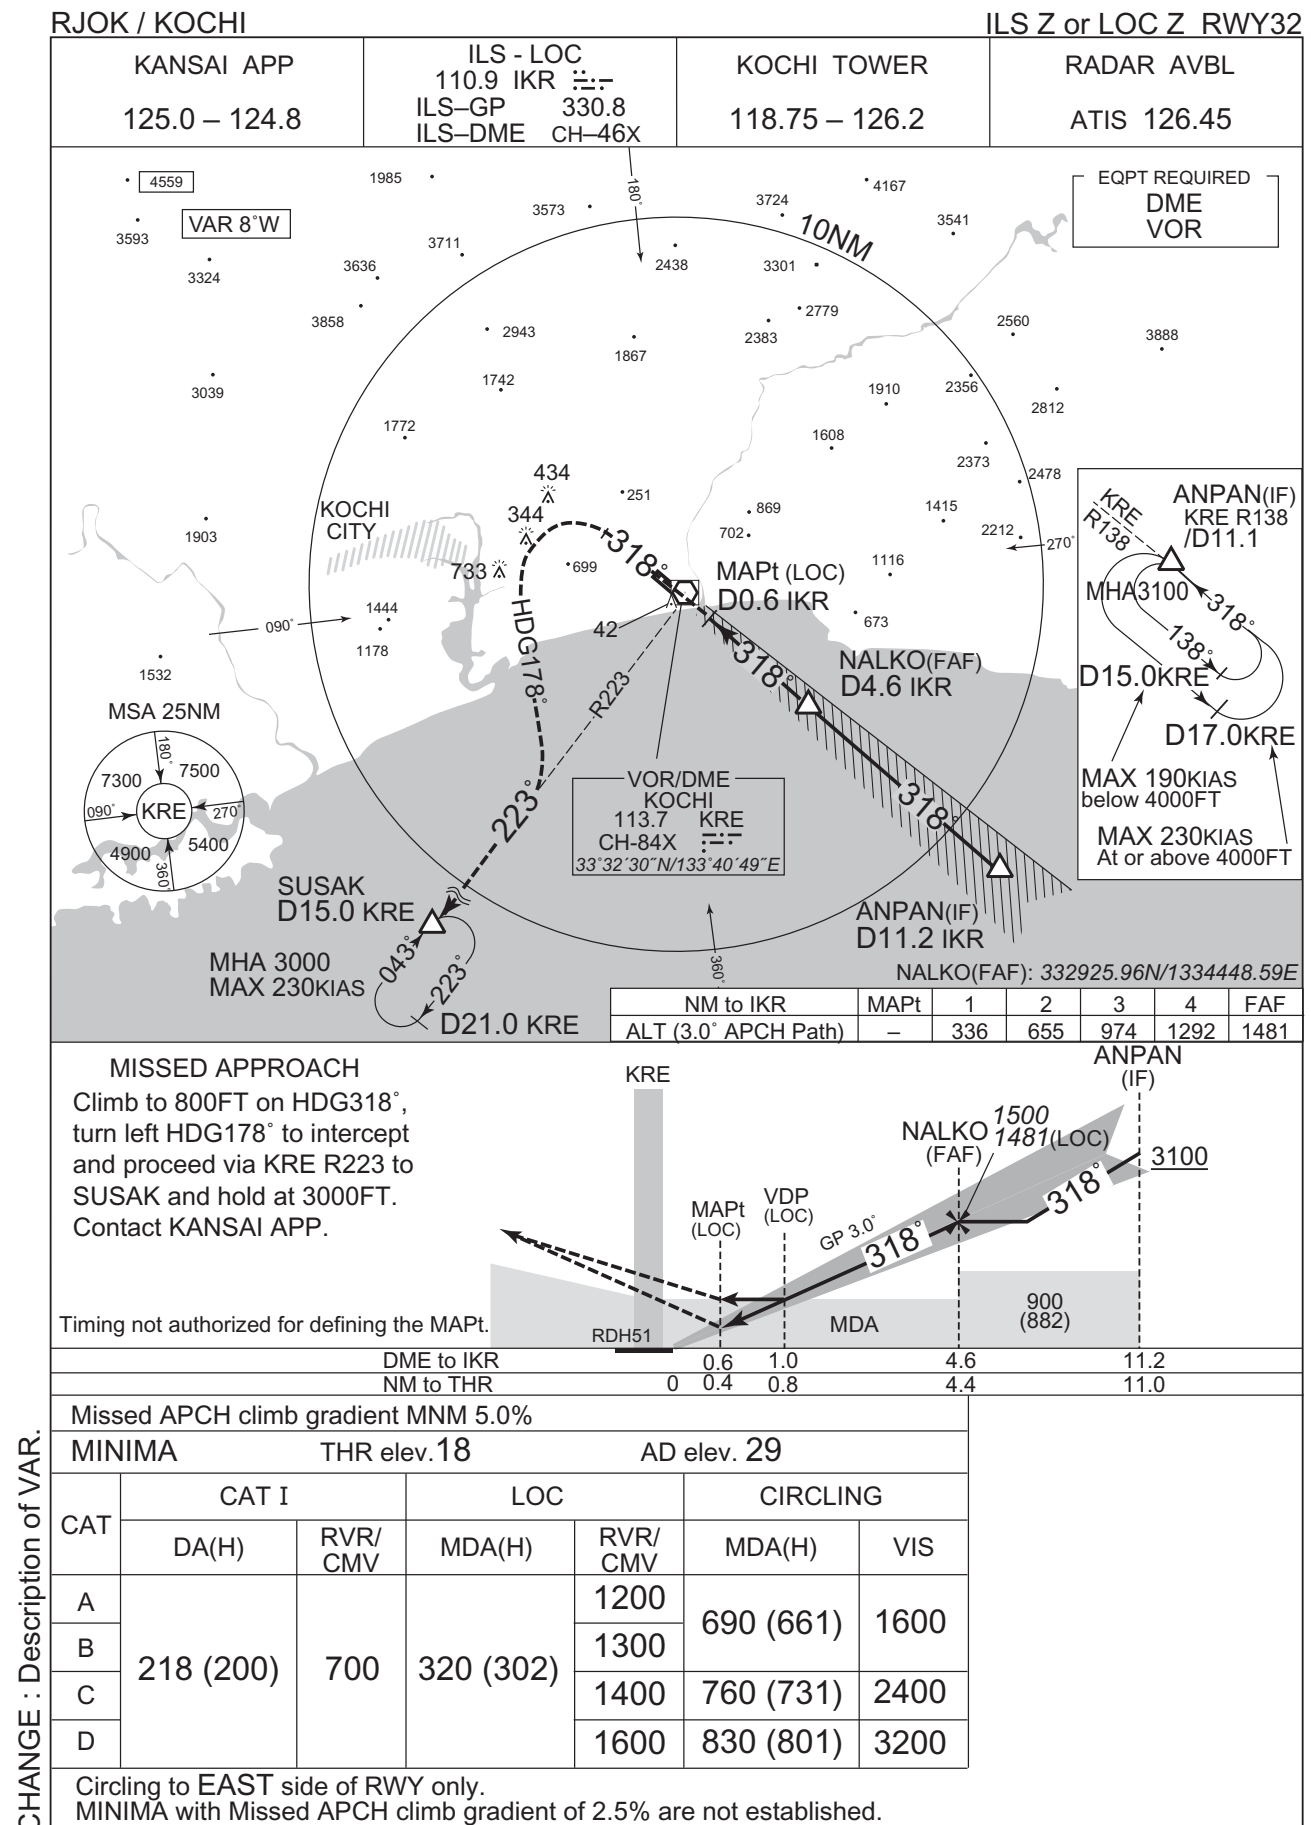 RJOK / KOCHI
ILS Z or LOC Z RWY32
KANSAI APP
125.0 – 124.8
ILS - LOC
110.9 IKR
ILS–GP 330.8
ILS–DME CH–46X
KOCHI TOWER
118.75 – 126.2
RADAR AVBL
ATIS 126.45
EQPT REQUIRED
DME
VOR
4559
VAR 8˚W
1985
3573
180˚
3724
4167
3541
10NM
3593
3324
3711
3636
2438
3301
3858
2943
2779
2383
2560
3888
1867
3039
1742
1910
2356
2812
1772
1608
2373
2478
434
251
869
1415
KOCHI
CITY
344
702
2212
270˚
1903
318˚
733
699
MAPt (LOC)
D0.6 IKR
1116
1444
090˚
42
673
1178
1532
HDG178˚
R223
318˚
NALKO(FAF)
D4.6 IKR
KRE
R138
ANPAN(IF)
KRE R138
/D11.1
MHA3100
318˚
138˚
D15.0KRE
D17.0KRE
MAX 190KIAS
below 4000FT
MAX 230KIAS
At or above 4000FT
MSA 25NM
180˚
7300
7500
090˚
KRE
270˚
4900
5400
360˚
VOR/DME
KOCHI
113.7 KRE
CH-84X
33˚32´30˝N/133˚40´49˝E
223˚
318˚
SUSAK
D15.0 KRE
ANPAN(IF)
D11.2 IKR
MHA 3000
MAX 230KIAS
043˚
223˚
D21.0 KRE
360˚
NALKO(FAF): 332925.96N/1334448.59E
NM to IKR MAPt 1 2 3 4 FAF
ALT (3.0˚ APCH Path) – 336 655 974 1292 1481
MISSED APPROACH
Climb to 800FT on HDG318˚,
turn left HDG178˚ to intercept
and proceed via KRE R223 to
SUSAK and hold at 3000FT.
Contact KANSAI APP.
KRE
ANPAN
(IF)
NALKO
(FAF)
1500
1481(LOC)
3100
318˚
MAPt
(LOC)
VDP
(LOC)
GP 3.0˚
318˚
900
(882)
MDA
Timing not authorized for defining the MAPt.
RDH51
DME to IKR 0.6 1.0 4.6 11.2
NM to THR 0 0.4 0.8 4.4 11.0
Missed APCH climb gradient MNM 5.0%
MINIMA THR elev.18 AD elev. 29
CAT CAT I LOC CIRCLING
DA(H) RVR/CMV MDA(H) RVR/CMV MDA(H) VIS
A 218 (200) 700 320 (302) 1200 690 (661) 1600
B 1300
C 1400 760 (731) 2400
D 1600 830 (801) 3200
Circling to EAST side of RWY only.
MINIMA with Missed APCH climb gradient of 2.5% are not established.
CHANGE : Description of VAR.